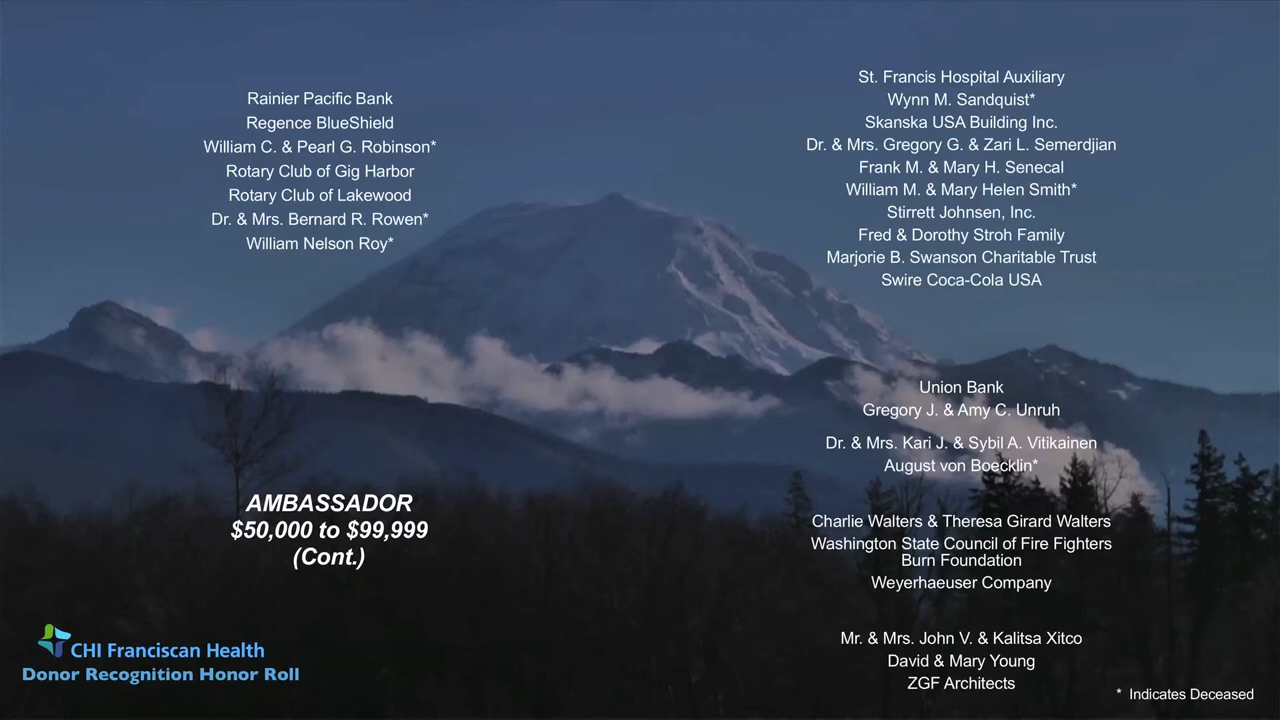 Rainier Pacific Bank
Regence BlueShield
William C. & Pearl G. Robinson*
Rotary Club of Gig Harbor
Rotary Club of Lakewood
Dr. & Mrs. Bernard R. Rowen*
William Nelson Roy*
AMBASSADOR
$50,000 to $99,999
(Cont.)
CHI Franciscan Health
Donor Recognition Honor Roll
St. Francis Hospital Auxiliary
Wynn M. Sandquist*
Skanska USA Building Inc.
Dr. & Mrs. Gregory G. & Zari L. Semerdjian
Frank M. & Mary H. Senecal
William M. & Mary Helen Smith*
Stirrett Johnsen, Inc.
Fred & Dorothy Stroh Family
Marjorie B. Swanson Charitable Trust
Swire Coca-Cola USA
Union Bank
Gregory J. & Amy C. Unruh
Dr. & Mrs. Kari J. & Sybil A. Vitikainen
August von Boecklin*
Charlie Walters & Theresa Girard Walters
Washington State Council of Fire Fighters
Burn Foundation
Weyerhaeuser Company
Mr. & Mrs. John V. & Kalitsa Xitco
David & Mary Young
ZGF Architects
* Indicates Deceased